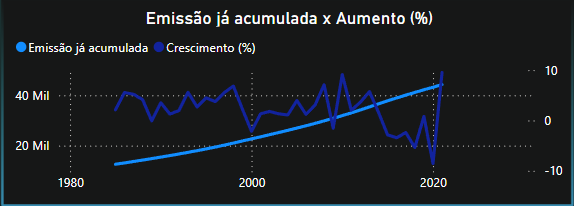 Emissão já acumulada x Aumento (%)
Emissão já acumulada Crescimento (%)
40 Mil
20 Mil
10
0
-10
1980 2000 2020